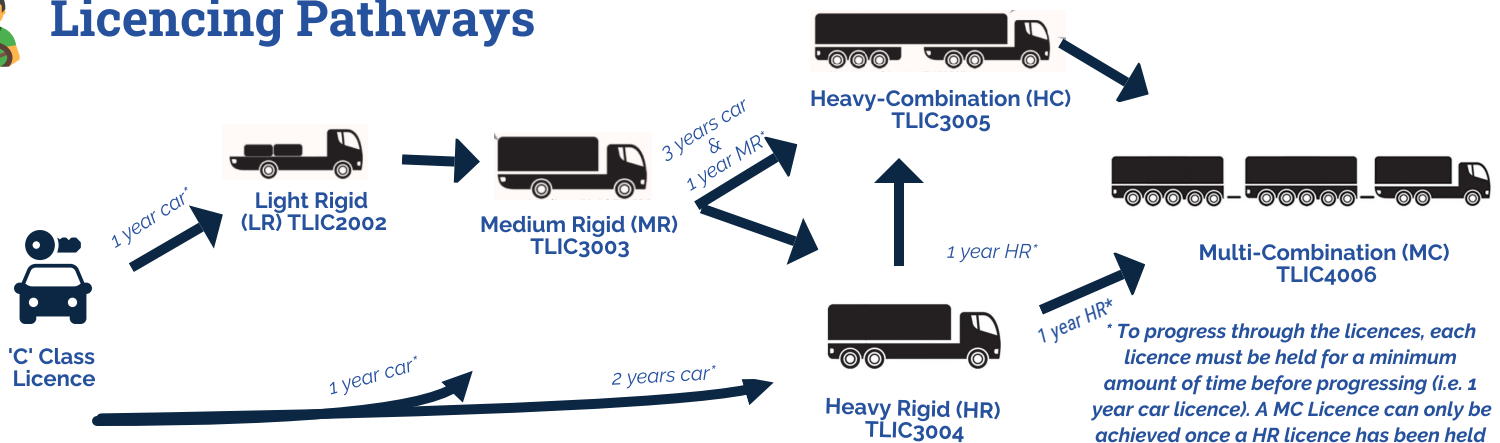 Licencing Pathways
Heavy-Combination (HC)
TLIC3005
3 years car
&
1 year MR*
1 year car*
Light Rigid
(LR) TLIC2002
Medium Rigid (MR)
TLIC3003
1 year HR*
Multi-Combination (MC)
TLIC4006
1 year HR*
'C' Class
Licence
1 year car*
2 years car*
Heavy Rigid (HR)
TLIC3004
* To progress through the licences, each
licence must be held for a minimum
amount of time before progressing (i.e. 1
year car licence). A MC Licence can only be
achieved once a HR licence has been held